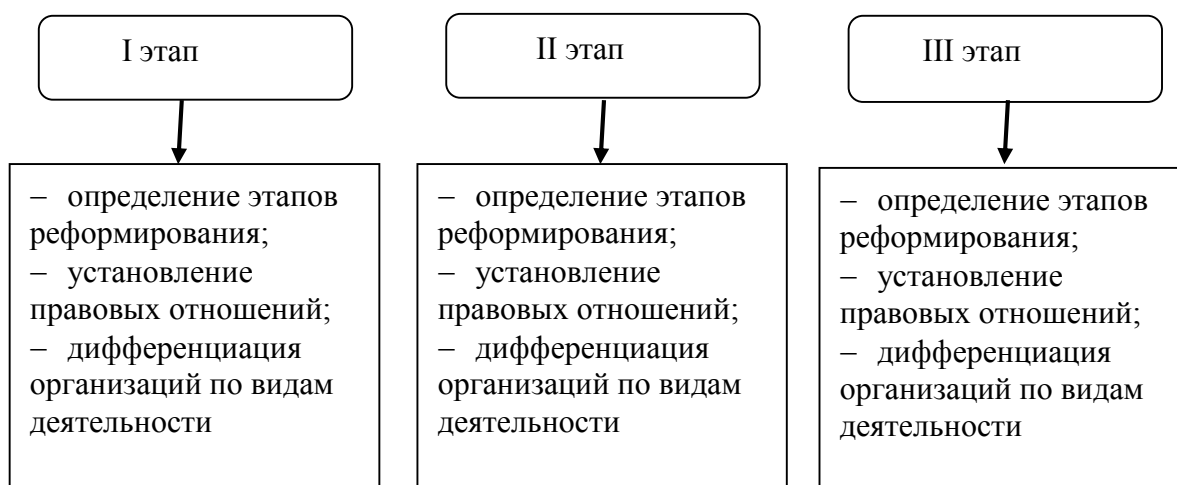 I этап
II этап
III этап
– определение этапов
реформирования;
– установление
правовых отношений;
– дифференциация
организаций по видам
деятельности
– определение этапов
реформирования;
– установление
правовых отношений;
– дифференциация
организаций по видам
деятельности
– определение этапов
реформирования;
– установление
правовых отношений;
– дифференциация
организаций по видам
деятельности